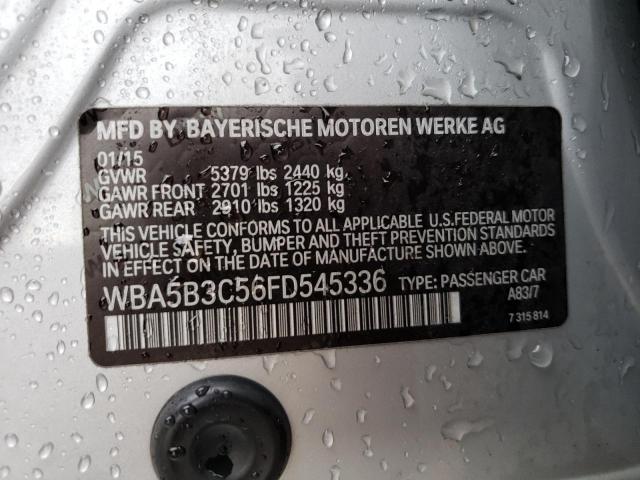 MFD BY BAYERISCHE MOTOREN WERKE AG
01/15
GVWR 5379 lbs 2440 kg
GAWR FRONT 2701 lbs 1225 kg
GAWR REAR 2910 lbs 1320 kg
THIS VEHICLE CONFORMS TO ALL APPLICABLE U.S.FEDERAL MOTOR
VEHICLE SAFETY, BUMPER AND THEFT PREVENTION STANDARDS
IN EFFECT ON THE DATE OF MANUFACTURE SHOWN ABOVE.
WBA5B3C56FD545336 TYPE: PASSENGER CAR
A83/7
7 315 814